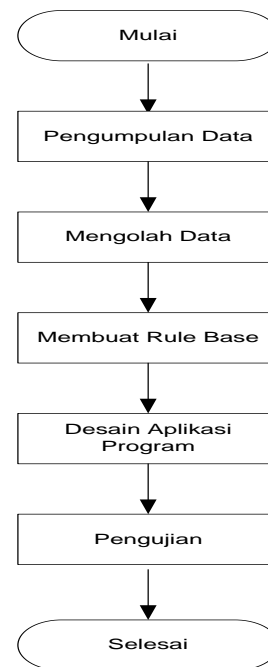 Mulai
Pengumpulan Data
Mengolah Data
Membuat Rule Base
Desain Aplikasi
Program
Pengujian
Selesai